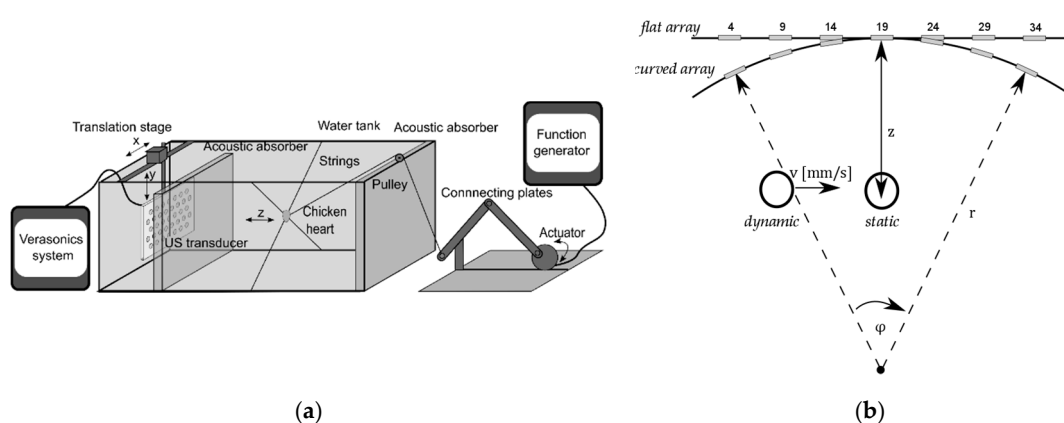 Translation stage
x
Water tank
Acoustic absorber
Acoustic absorber
y
Strings
Pulley
z
Chicken
heart
US transducer
Verasonics
system
Function
generator
Connnecting plates
Actuator
(a)
flat array
4 9 14 19 24 29 34
curved array
z
v [mm/s]
dynamic
static
r
φ
(b)